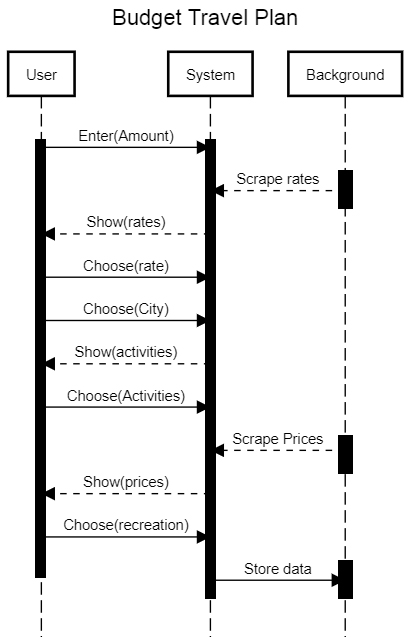 Budget Travel Plan
User
System
Background
Enter(Amount)
Scrape rates
Show(rates)
Choose(rate)
Choose(City)
Show(activities)
Choose(Activities)
Scrape Prices
Show(prices)
Choose(recreation)
Store data